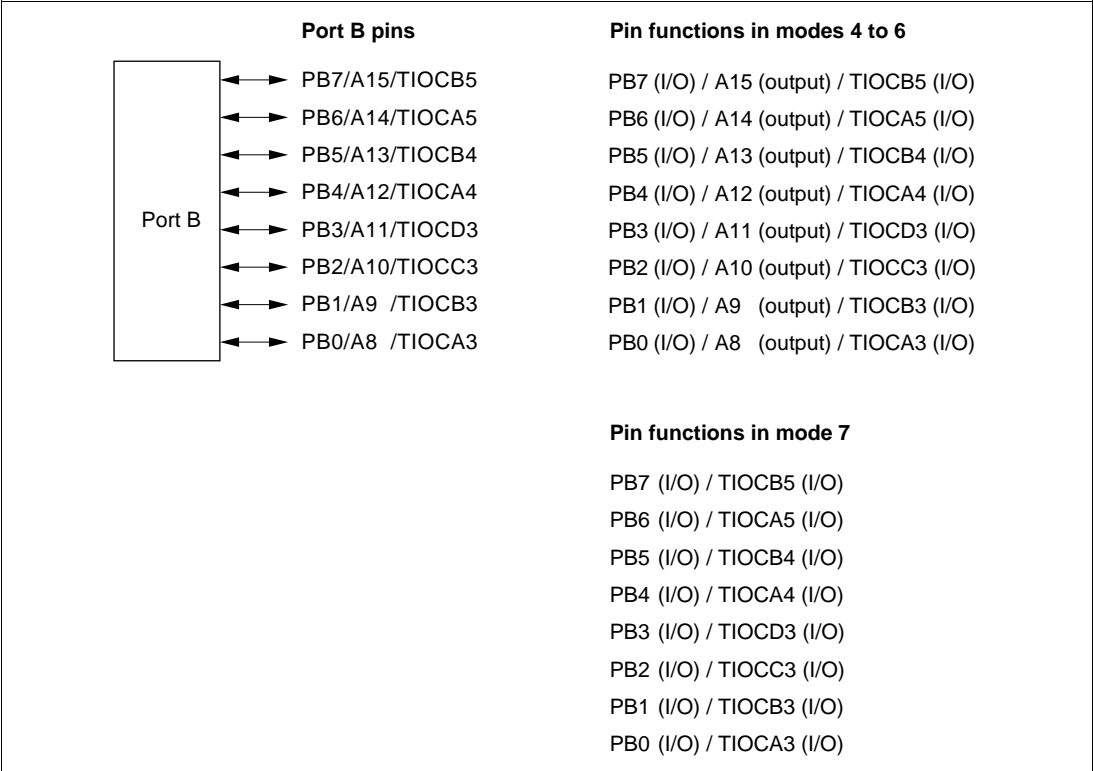 Port B pins
Pin functions in modes 4 to 6
Port B
PB7/A15/TIOCB5
PB7 (I/O) / A15 (output) / TIOCB5 (I/O)
PB6/A14/TIOCA5
PB6 (I/O) / A14 (output) / TIOCA5 (I/O)
PB5/A13/TIOCB4
PB5 (I/O) / A13 (output) / TIOCB4 (I/O)
PB4/A12/TIOCA4
PB4 (I/O) / A12 (output) / TIOCA4 (I/O)
PB3/A11/TIOCD3
PB3 (I/O) / A11 (output) / TIOCD3 (I/O)
PB2/A10/TIOCC3
PB2 (I/O) / A10 (output) / TIOCC3 (I/O)
PB1/A9 /TIOCB3
PB1 (I/O) / A9 (output) / TIOCB3 (I/O)
PB0/A8 /TIOCA3
PB0 (I/O) / A8 (output) / TIOCA3 (I/O)
Pin functions in mode 7
PB7 (I/O) / TIOCB5 (I/O)
PB6 (I/O) / TIOCA5 (I/O)
PB5 (I/O) / TIOCB4 (I/O)
PB4 (I/O) / TIOCA4 (I/O)
PB3 (I/O) / TIOCD3 (I/O)
PB2 (I/O) / TIOCC3 (I/O)
PB1 (I/O) / TIOCB3 (I/O)
PB0 (I/O) / TIOCA3 (I/O)